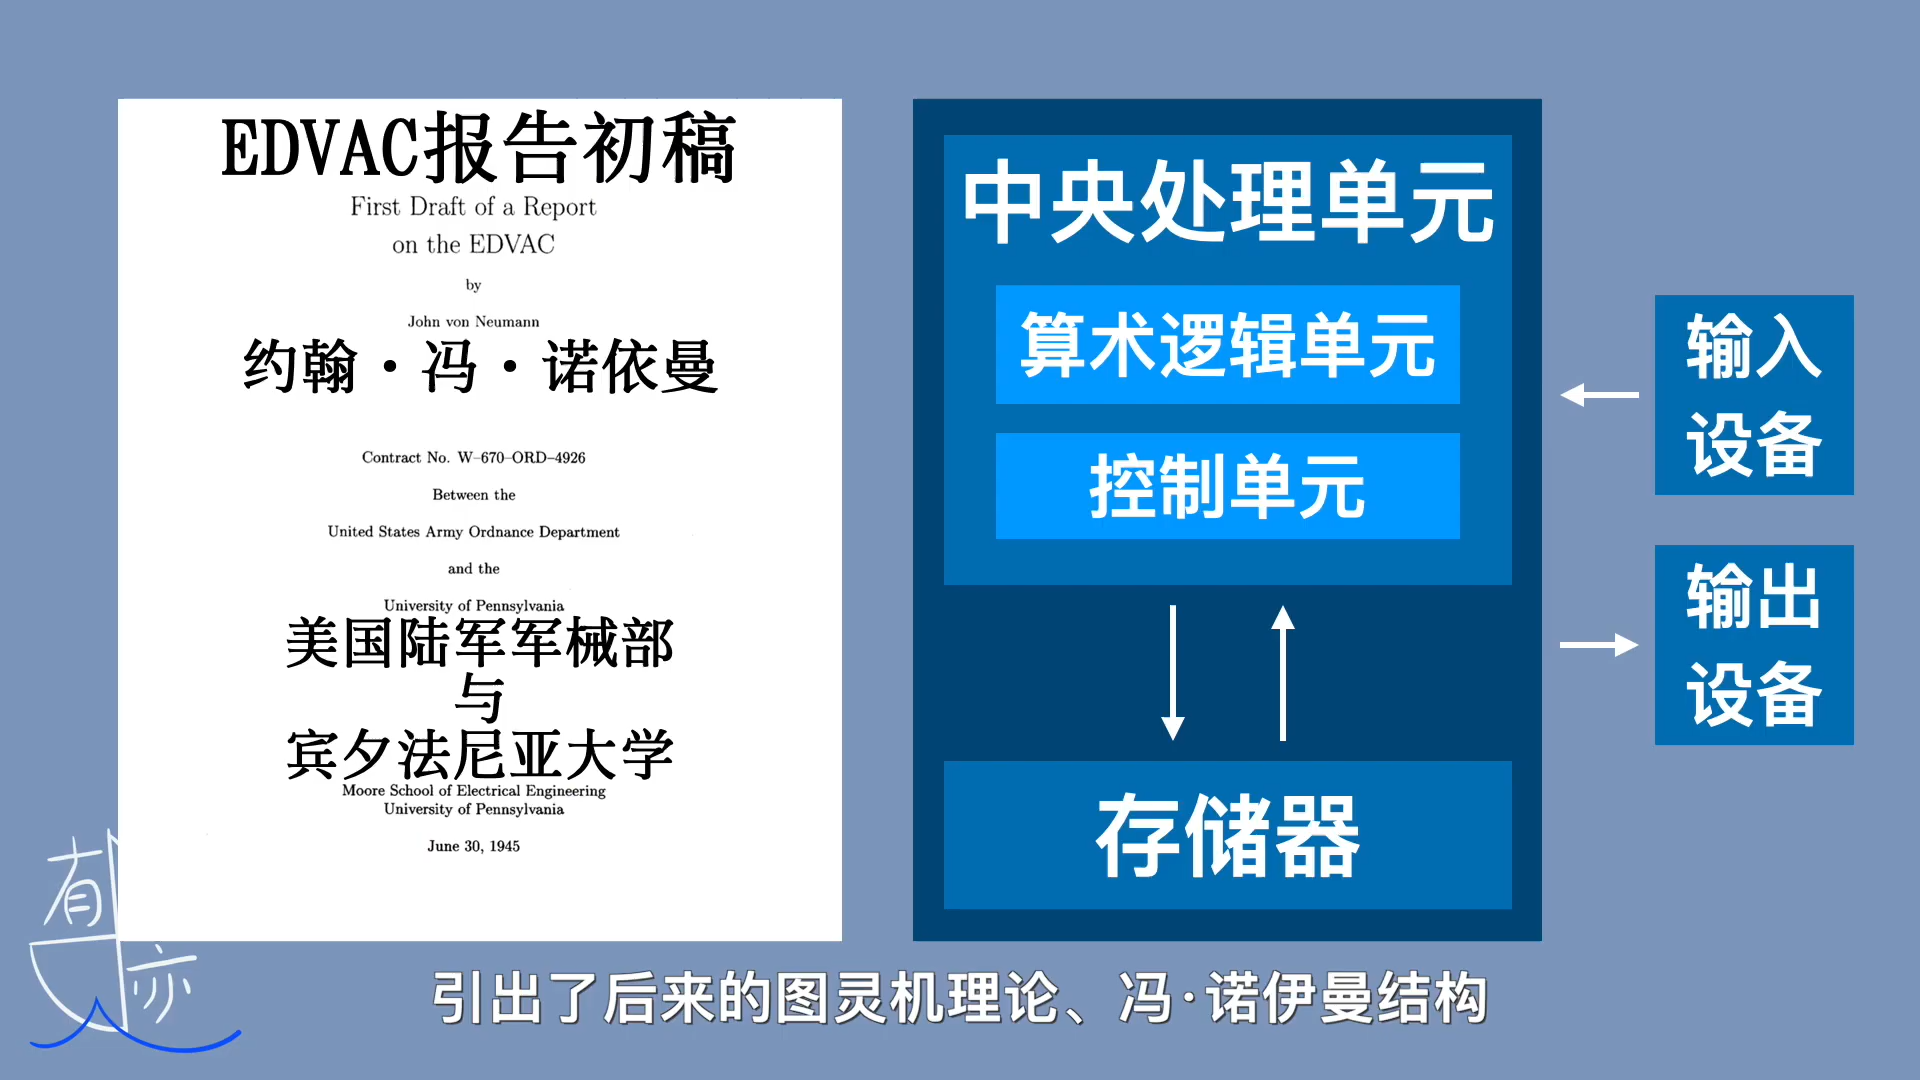 EDVAC报告初稿
First Draft of a Report
on the EDVAC
by
John von Neumann
约翰·冯·诺依曼
Contract No. W-670-ORD-4926
Between the
United States Army Ordnance Department
and the
University of Pennsylvania
美国陆军军械部
与
宾夕法尼亚大学
Moore School of Electrical Engineering
University of Pennsylvania
June 30, 1945
中央处理单元
算术逻辑单元
控制单元
存储器
输入
设备
输出
设备
引出了后来的图灵机理论、冯·诺伊曼结构